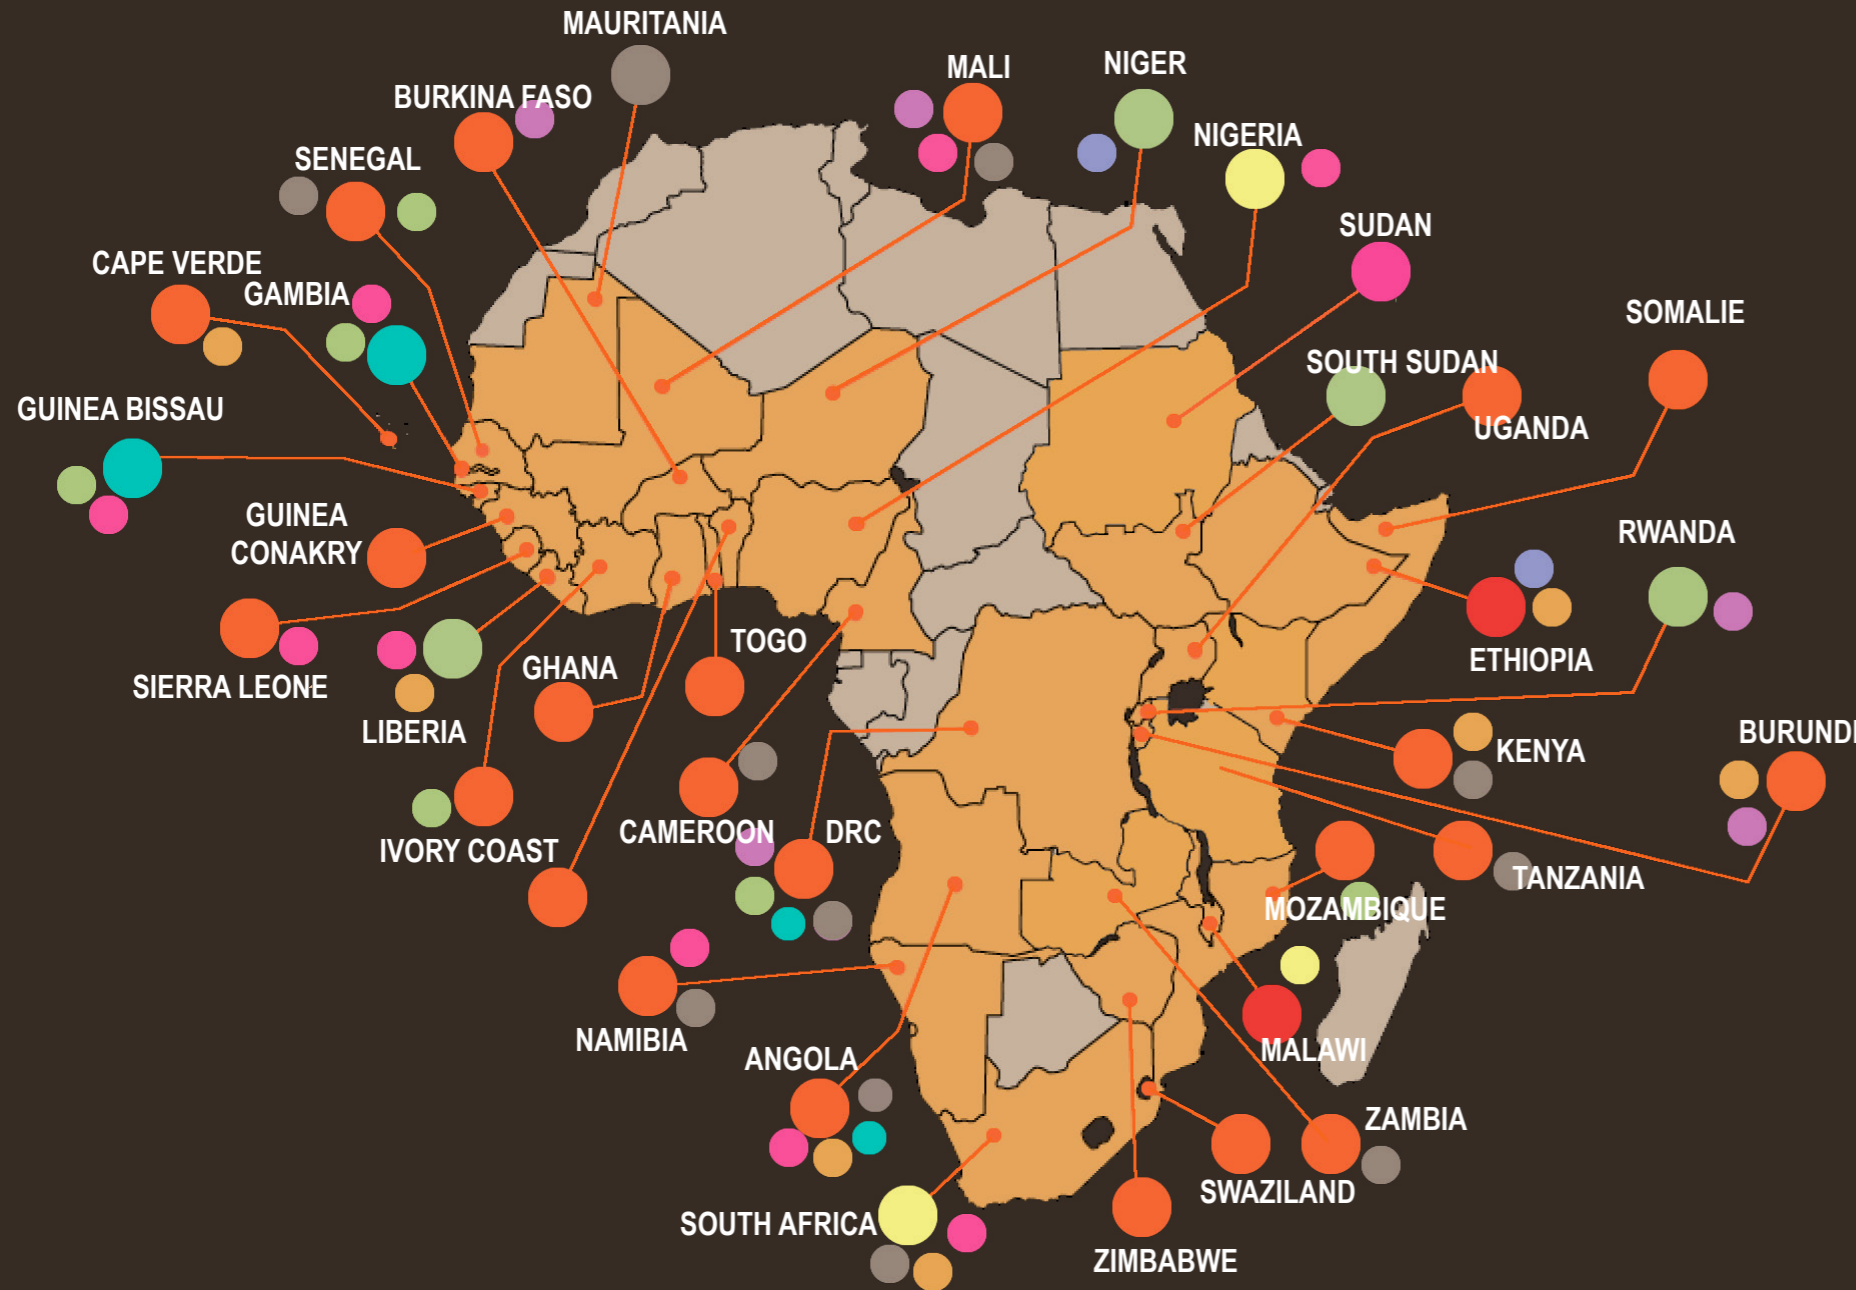 MAURITANIA
MALI
NIGER
BURKINA FASO
NIGERIA
SENEGAL
SUDAN
CAPE VERDE
GAMBIA
SOMALIE
SOUTH SUDAN
GUINEA BISSAU
UGANDA
GUINEA
CONAKRY
RWANDA
TOGO
GHANA
ETHIOPIA
SIERRA LEONE
LIBERIA
KENYA
BURUNDI
CAMEROON
DRC
IVORY COAST
TANZANIA
MOZAMBIQUE
NAMIBIA
MALAWI
ANGOLA
ZAMBIA
SWAZILAND
SOUTH AFRICA
ZIMBABWE